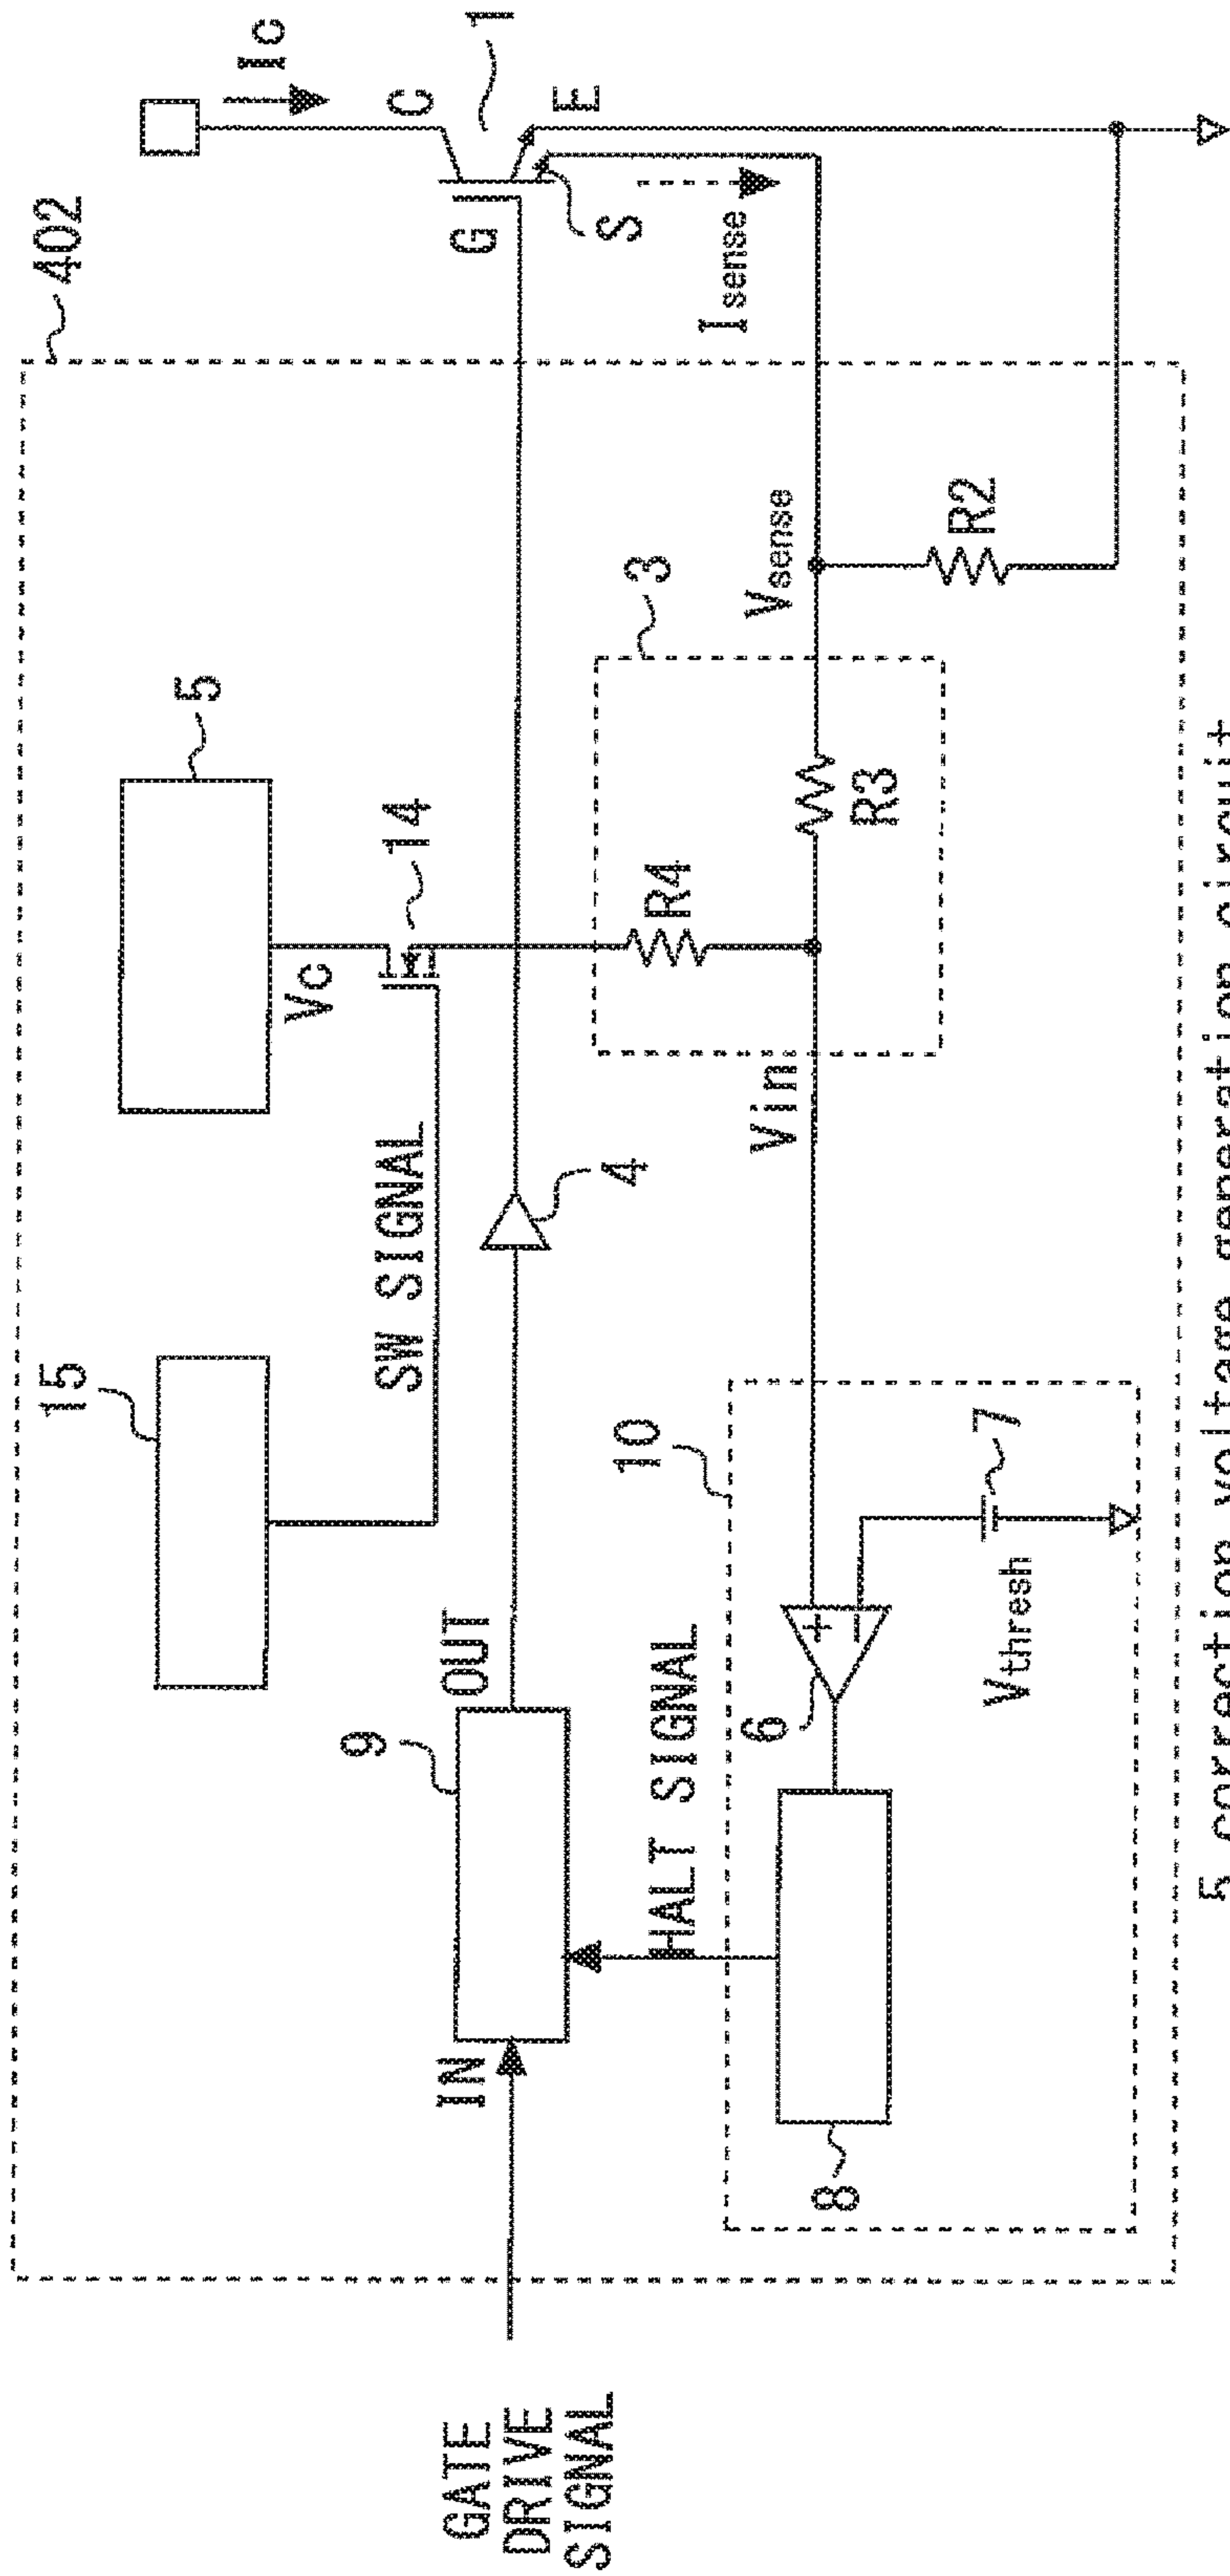 402
Ic
C
1
G
E
S
Isense
5
Vc
14
15
SW SIGNAL
3
R4
Vsense
R3
R2
Vin
4
9
OUT
IN
GATE
DRIVE
SIGNAL
HALT SIGNAL
10
6
7
Vthresh
8
5 correction voltage generation circuit